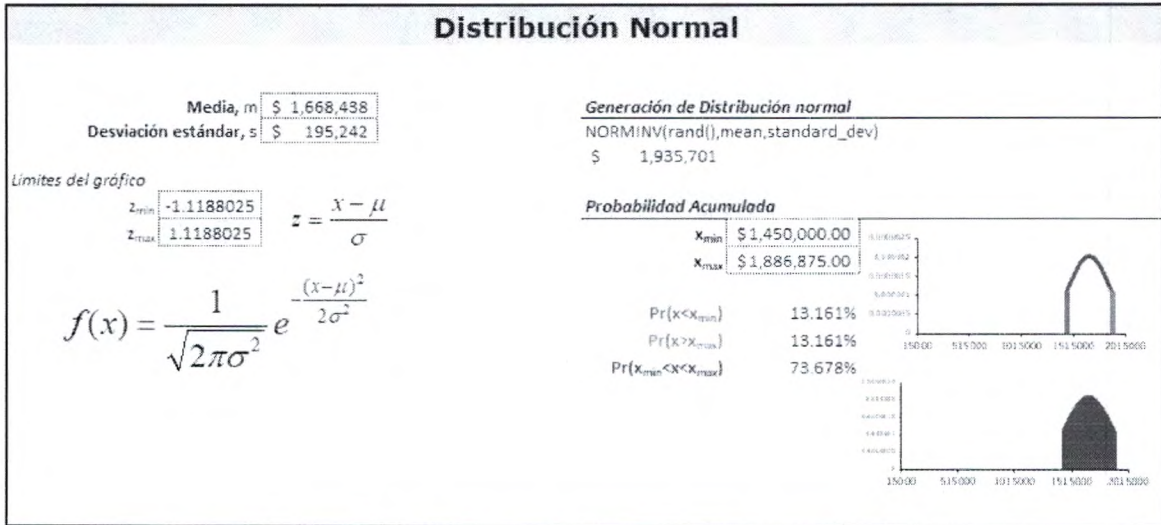 Distribución Normal
Media, m $ 1,668,438
Desviación estándar, s $ 195,242
Límites del gráfico
zmin -1.1188025
zmax 1.1188025
z = (x − μ) / σ
f(x) = 1 / √(2πσ²) e^(−(x−μ)² / 2σ²)
Generación de Distribución normal
NORMINV(rand(),mean,standard_dev)
$ 1,935,701
Probabilidad Acumulada
xmin $1,450,000.00
xmax $1,886,875.00
Pr(x<xmin) 13.161%
Pr(x>xmax) 13.161%
Pr(xmin<x<xmax) 73.678%
0
15000 515000 1015000 1515000 2015000
15000 515000 1015000 1515000 2015000